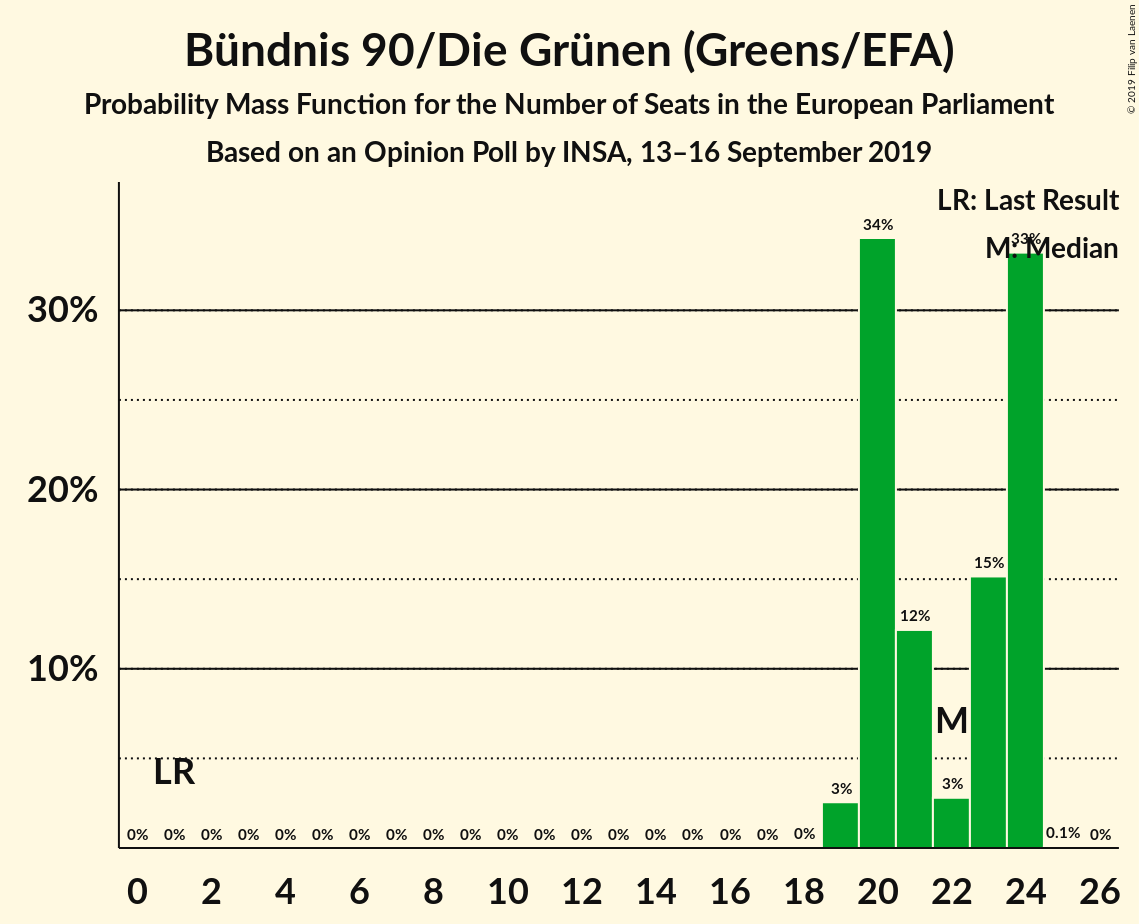 Bündnis 90/Die Grünen (Greens/EFA)
Probability Mass Function for the Number of Seats in the European Parliament
Based on an Opinion Poll by INSA, 13–16 September 2019
© 2019 Filip van Laenen
LR: Last Result
M: Median
34%
33%
30%
20%
15%
12%
10%
M
LR
3%
3%
0% 0% 0% 0% 0% 0% 0% 0% 0% 0% 0% 0% 0% 0% 0% 0% 0% 0% 0% 0.1% 0%
0 2 4 6 8 10 12 14 16 18 20 22 24 26